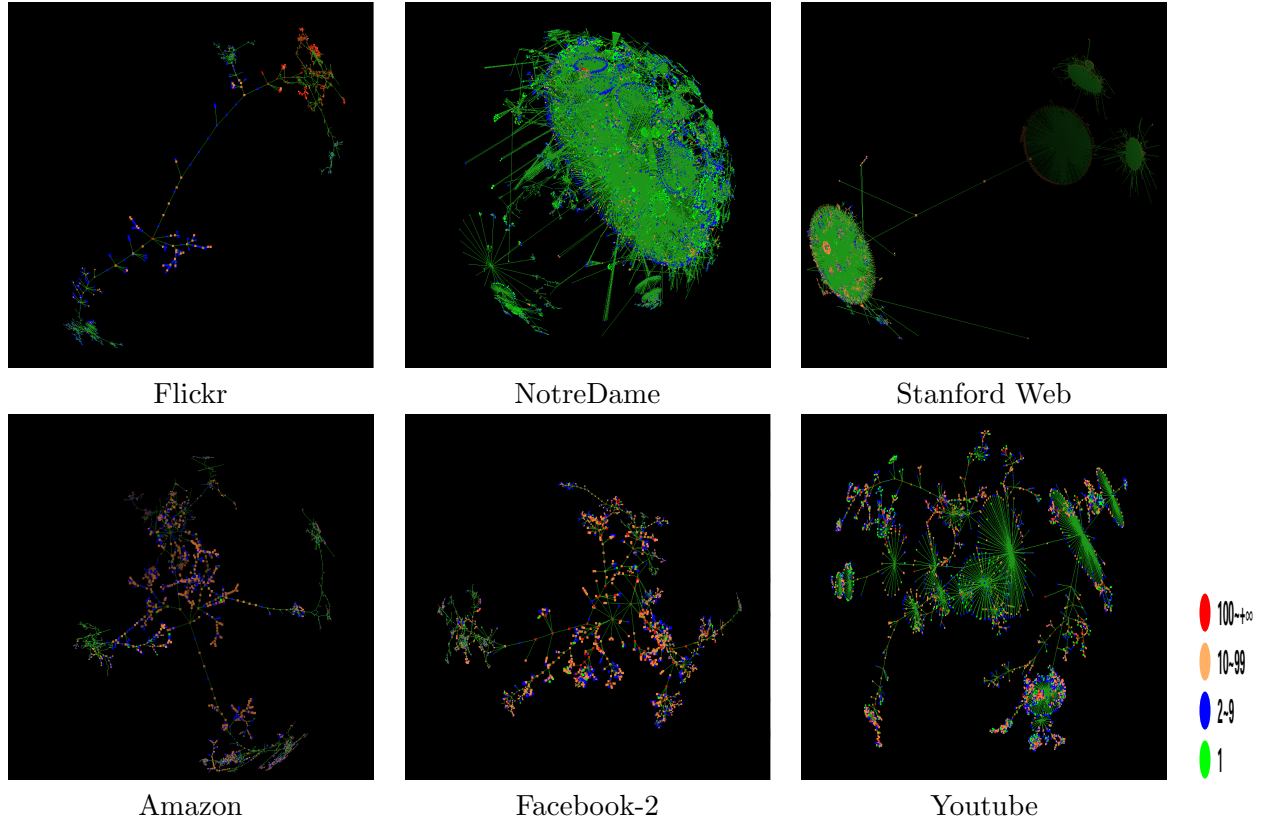 Flickr
NotreDame
Stanford Web
100~+∞
10~99
2~9
1
Amazon
Facebook-2
Youtube